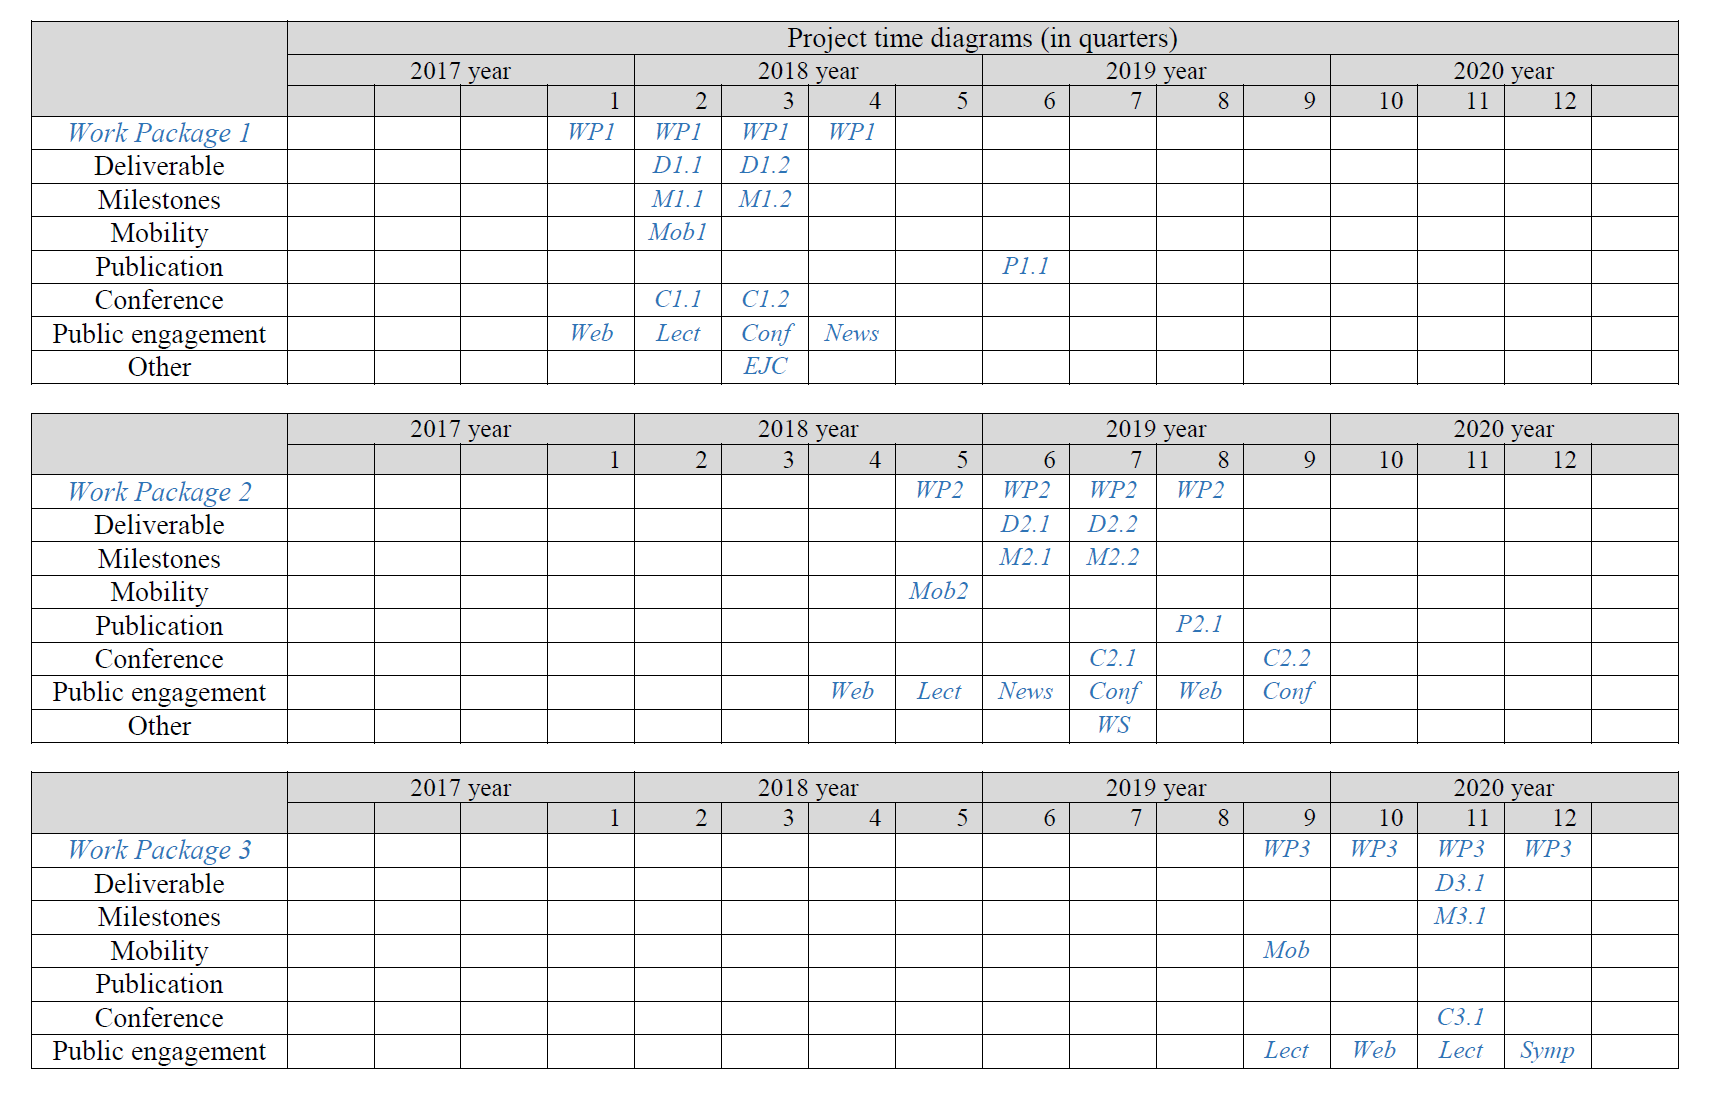 Project time diagrams (in quarters)
2017 year 2018 year 2019 year 2020 year
1 2 3 4 5 6 7 8 9 10 11 12
Work Package 1 WP1 WP1 WP1 WP1
Deliverable D1.1 D1.2
Milestones M1.1 M1.2
Mobility Mob1
Publication P1.1
Conference C1.1 C1.2
Public engagement Web Lect Conf News
Other EJC
2017 year 2018 year 2019 year 2020 year
1 2 3 4 5 6 7 8 9 10 11 12
Work Package 2 WP2 WP2 WP2 WP2
Deliverable D2.1 D2.2
Milestones M2.1 M2.2
Mobility Mob2
Publication P2.1
Conference C2.1 C2.2
Public engagement Web Lect News Conf Web Conf
Other WS
2017 year 2018 year 2019 year 2020 year
1 2 3 4 5 6 7 8 9 10 11 12
Work Package 3 WP3 WP3 WP3 WP3
Deliverable D3.1
Milestones M3.1
Mobility Mob
Publication
Conference C3.1
Public engagement Lect Web Lect Symp